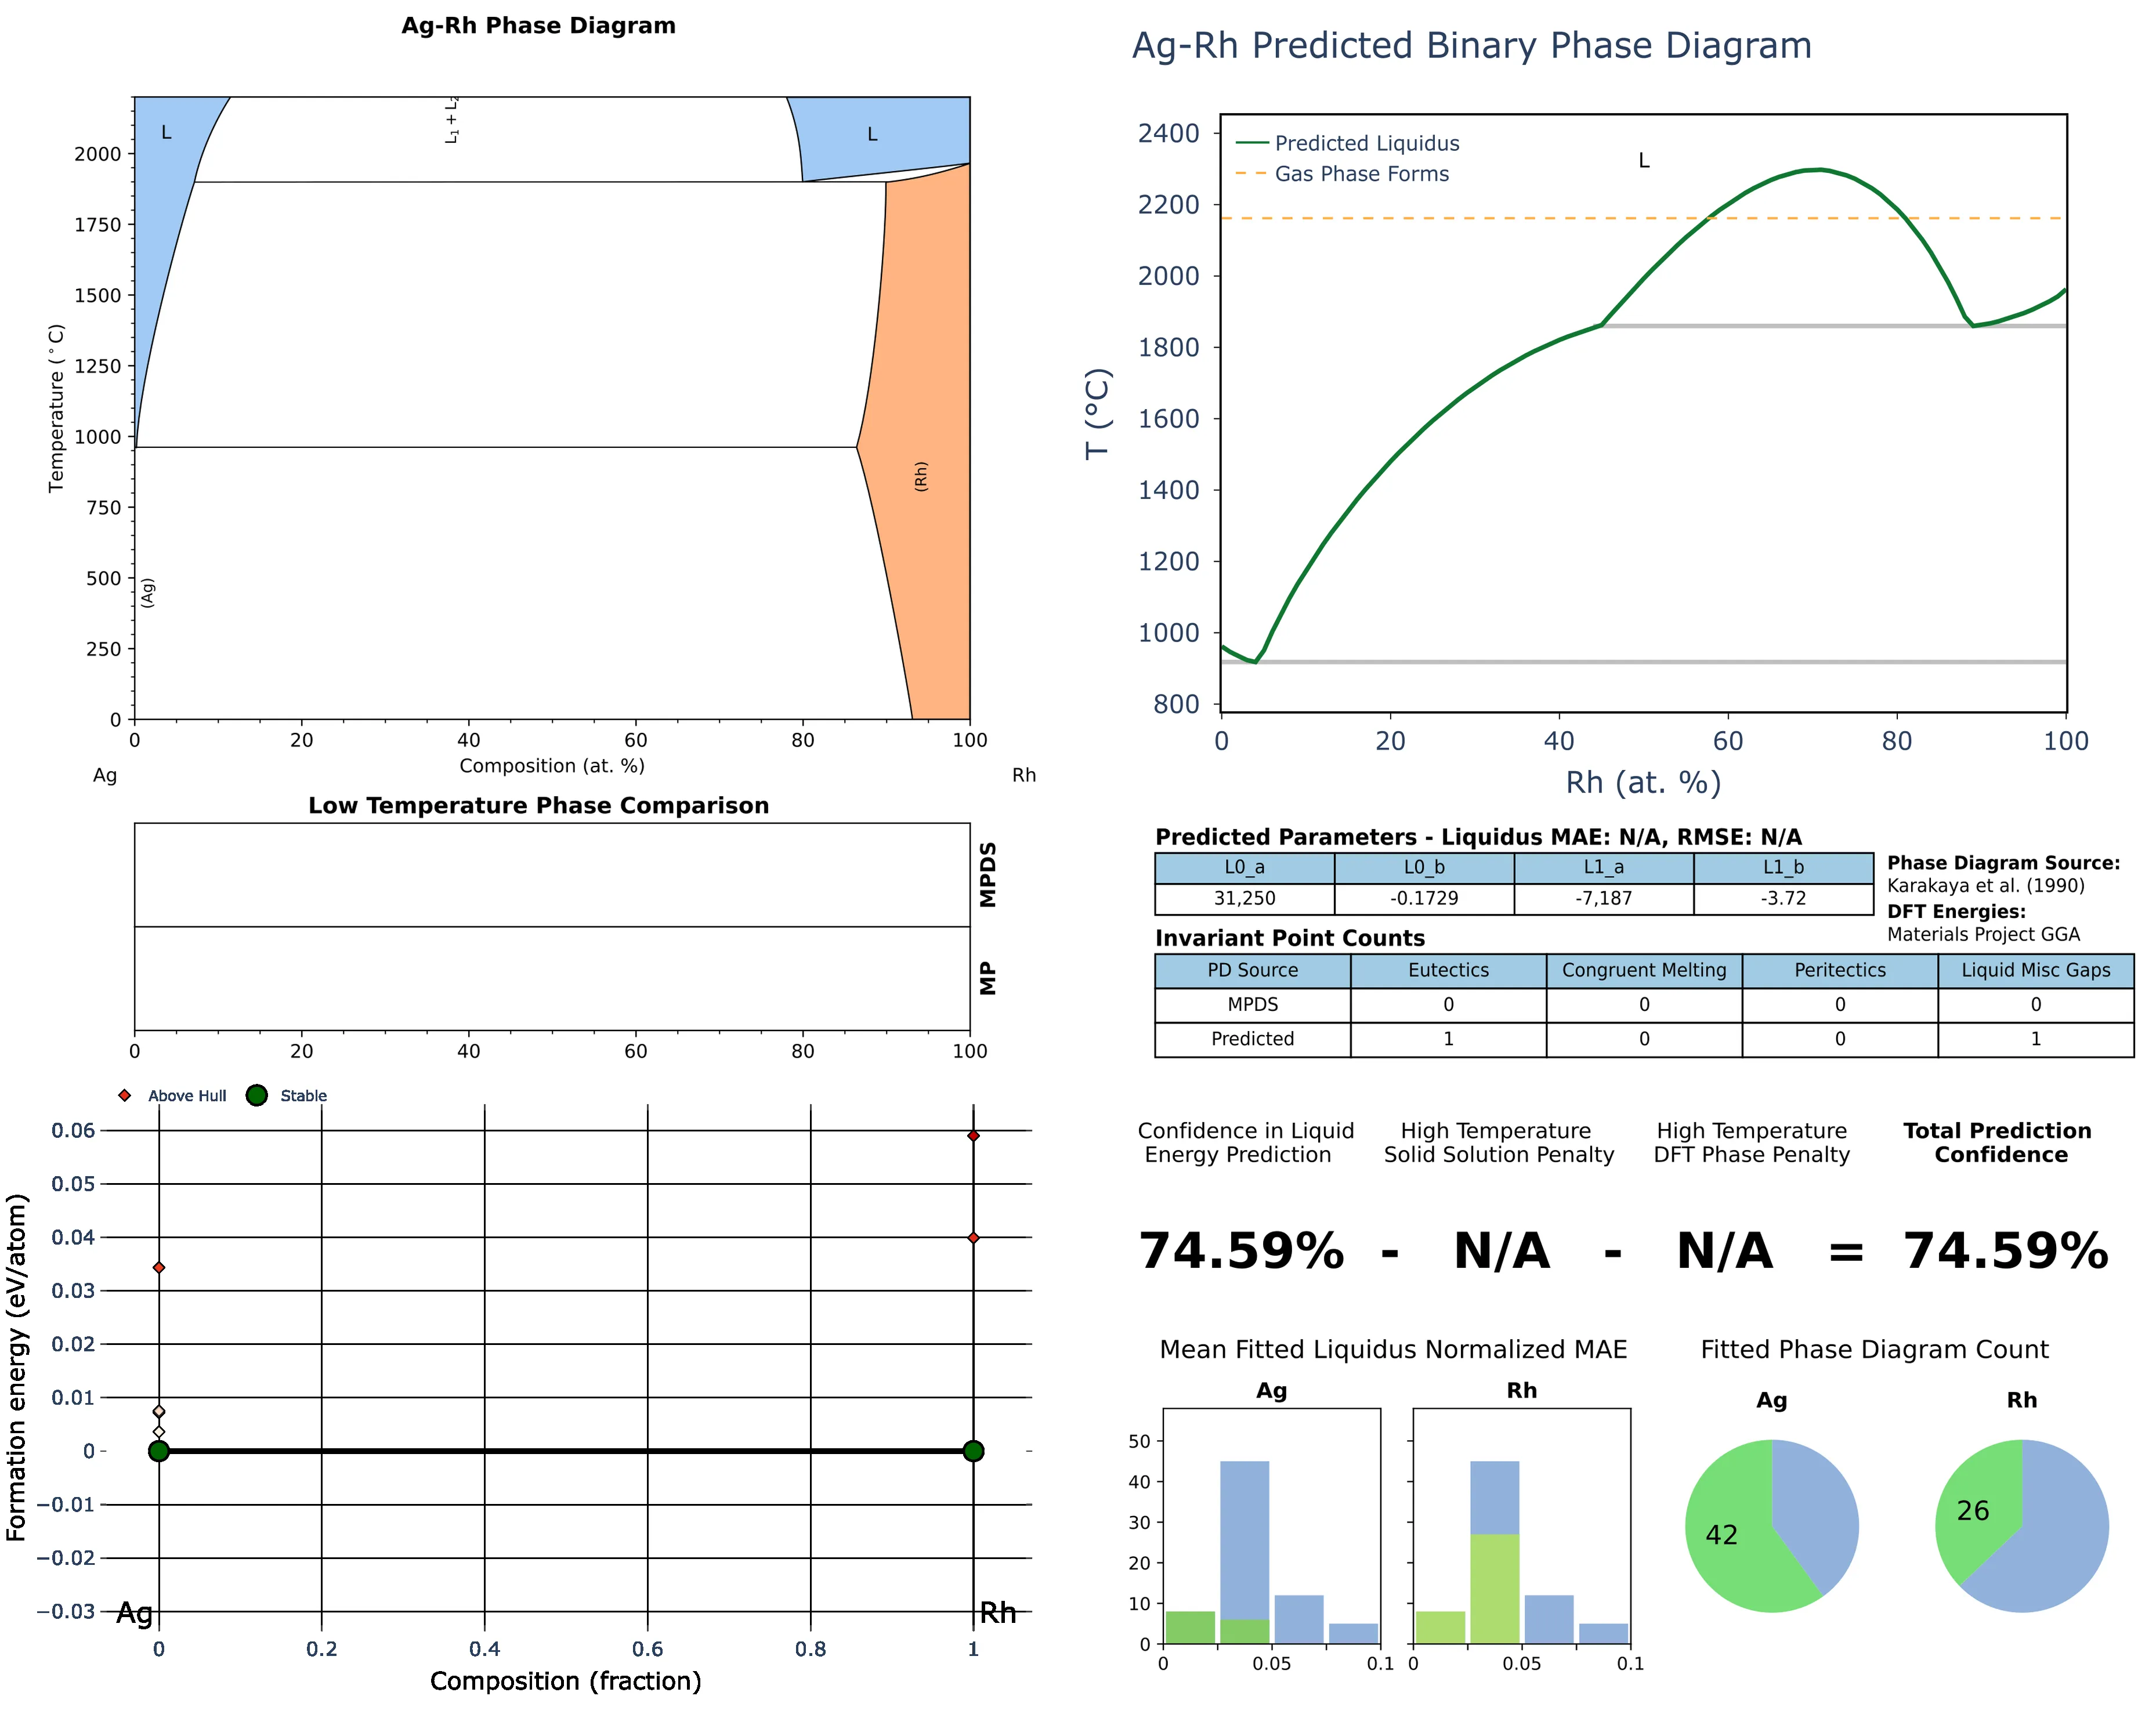 Ag-Rh Phase Diagram
L
L₁ + L₂
L
(Ag)
(Rh)
Temperature (°C)
2000
1750
1500
1250
1000
750
500
250
0
0 20 40 60 80 100
Composition (at. %)
Ag Rh
Low Temperature Phase Comparison
MPDS
MP
0 20 40 60 80 100
Above Hull Stable
Formation energy (eV/atom)
0.06
0.05
0.04
0.03
0.02
0.01
0
−0.01
−0.02
−0.03
Ag Rh
0 0.2 0.4 0.6 0.8 1
Composition (fraction)
Ag-Rh Predicted Binary Phase Diagram
Predicted Liquidus
Gas Phase Forms
L
T (°C)
2400
2200
2000
1800
1600
1400
1200
1000
800
0 20 40 60 80 100
Rh (at. %)
Predicted Parameters - Liquidus MAE: N/A, RMSE: N/A
L0_a L0_b L1_a L1_b
31,250 -0.1729 -7,187 -3.72
Phase Diagram Source:
Karakaya et al. (1990)
DFT Energies:
Materials Project GGA
Invariant Point Counts
PD Source Eutectics Congruent Melting Peritectics Liquid Misc Gaps
MPDS 0 0 0 0
Predicted 1 0 0 1
Confidence in Liquid
Energy Prediction
High Temperature
Solid Solution Penalty
High Temperature
DFT Phase Penalty
Total Prediction
Confidence
74.59% - N/A - N/A = 74.59%
Mean Fitted Liquidus Normalized MAE
Ag Rh
50
40
30
20
10
0
0 0.05 0.1 0 0.05 0.1
Fitted Phase Diagram Count
Ag Rh
42 26